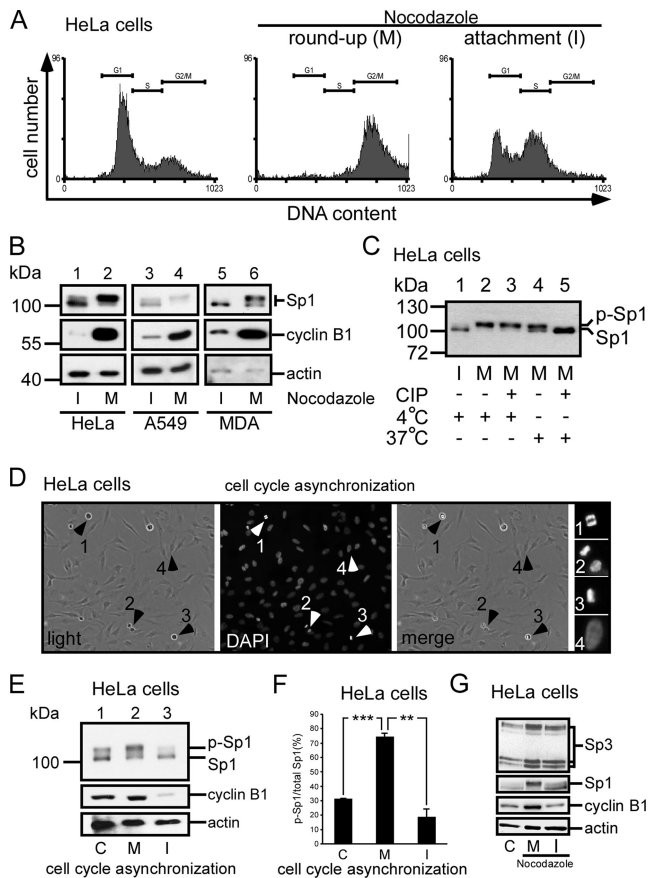 A
HeLa cells
Nocodazole
round-up (M)
attachment (I)
cell number
96
0
0
1023
G1
S
G2/M
96
0
0
1023
G1
S
G2/M
96
0
0
1023
G1
S
G2/M
DNA content
B
kDa
1 2 3 4 5 6
100
Sp1
55
cyclin B1
40
actin
I M I M I M Nocodazole
HeLa A549 MDA
C HeLa cells
kDa 1 2 3 4 5
130
100
72
p-Sp1
Sp1
I M M M M
CIP - - + - +
4°C + + + - -
37°C - - - + +
D HeLa cells cell cycle asynchronization
1
2
3
4
light
1
2
3
4
DAPI
1
2
3
4
merge
1
2
3
4
E HeLa cells
kDa 1 2 3
p-Sp1
100
Sp1
cyclin B1
actin
C M I
cell cycle asynchronization
F HeLa cells
p-Sp1/total Sp1(%)
90
80
70
60
50
40
30
20
10
0
*** **
C M I
cell cycle asynchronization
G HeLa cells
Sp3
Sp1
cyclin B1
actin
C M I
Nocodazole